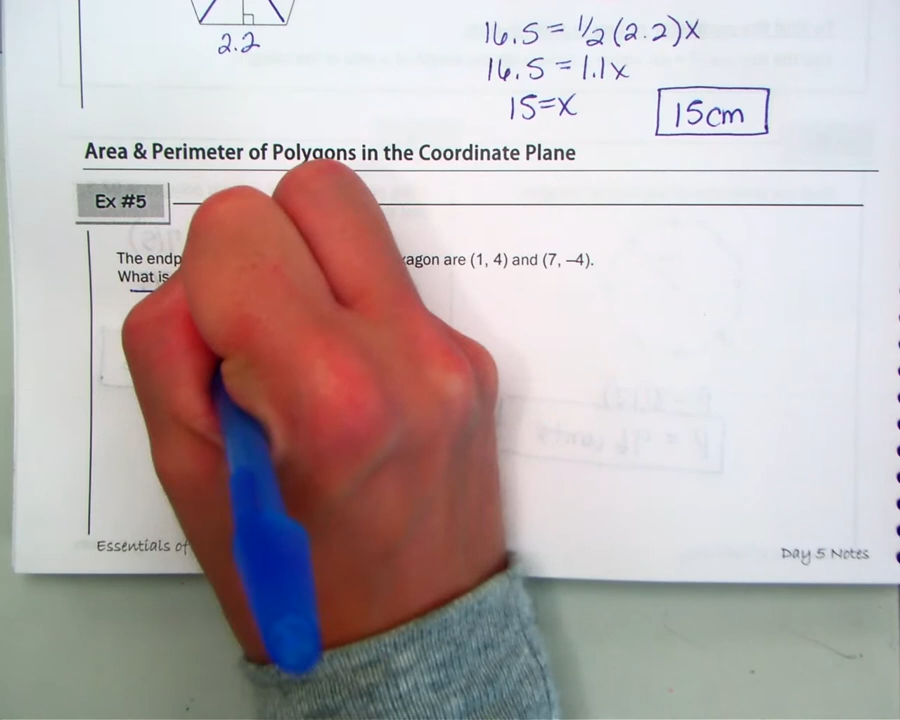 2.2
16.5 = 1/2 (2.2)x
16.5 = 1.1x
15=x
15cm
Area & Perimeter of Polygons in the Coordinate Plane
Ex #5
The agon are (1, 4) and (7, –4).
What is
Essentials of
Day 5 Notes